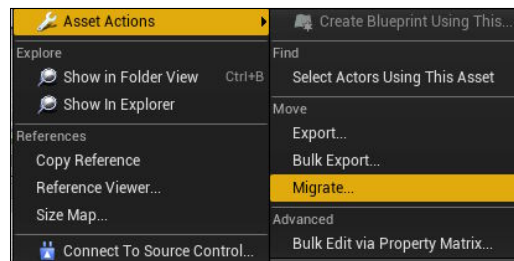 Asset Actions
Explore
Show in Folder View Ctrl+B
Show In Explorer
References
Copy Reference
Reference Viewer...
Size Map...
Connect To Source Control...
Create Blueprint Using This...
Find
Select Actors Using This Asset
Move
Export...
Bulk Export...
Migrate...
Advanced
Bulk Edit via Property Matrix...